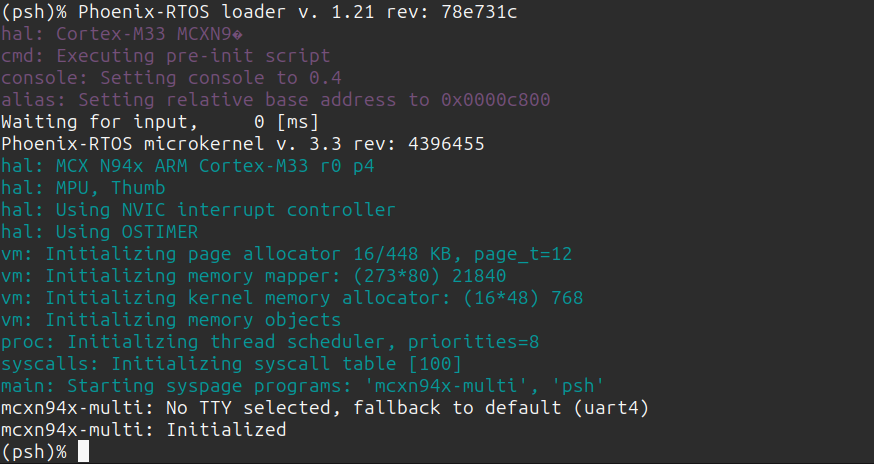 (psh)% Phoenix-RTOS loader v. 1.21 rev: 78e731c
hal: Cortex-M33 MCXN9�
cmd: Executing pre-init script
console: Setting console to 0.4
alias: Setting relative base address to 0x0000c800
Waiting for input,     0 [ms]
Phoenix-RTOS microkernel v. 3.3 rev: 4396455
hal: MCX N94x ARM Cortex-M33 r0 p4
hal: MPU, Thumb
hal: Using NVIC interrupt controller
hal: Using OSTIMER
vm: Initializing page allocator 16/448 KB, page_t=12
vm: Initializing memory mapper: (273*80) 21840
vm: Initializing kernel memory allocator: (16*48) 768
vm: Initializing memory objects
proc: Initializing thread scheduler, priorities=8
syscalls: Initializing syscall table [100]
main: Starting syspage programs: 'mcxn94x-multi', 'psh'
mcxn94x-multi: No TTY selected, fallback to default (uart4)
mcxn94x-multi: Initialized
(psh)%